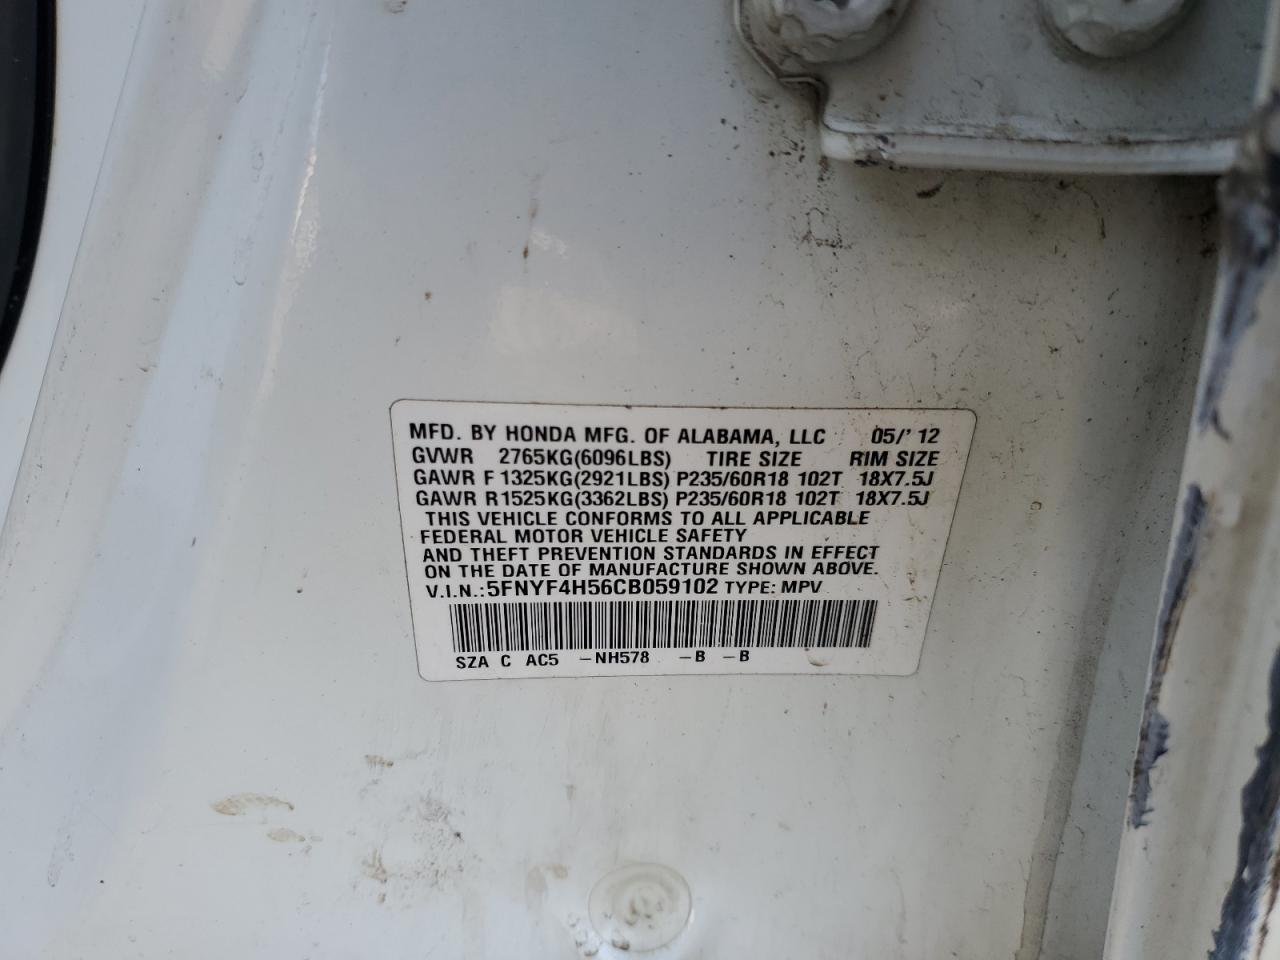 MFD. BY HONDA MFG. OF ALABAMA, LLC 05/' 12
GVWR 2765KG(6096LBS) TIRE SIZE RIM SIZE
GAWR F 1325KG(2921LBS) P235/60R18 102T 18X7.5J
GAWR R1525KG(3362LBS) P235/60R18 102T 18X7.5J
THIS VEHICLE CONFORMS TO ALL APPLICABLE
FEDERAL MOTOR VEHICLE SAFETY
AND THEFT PREVENTION STANDARDS IN EFFECT
ON THE DATE OF MANUFACTURE SHOWN ABOVE.
V.I.N.:5FNYF4H56CB059102 TYPE: MPV
SZA C AC5 -NH578 -B -B